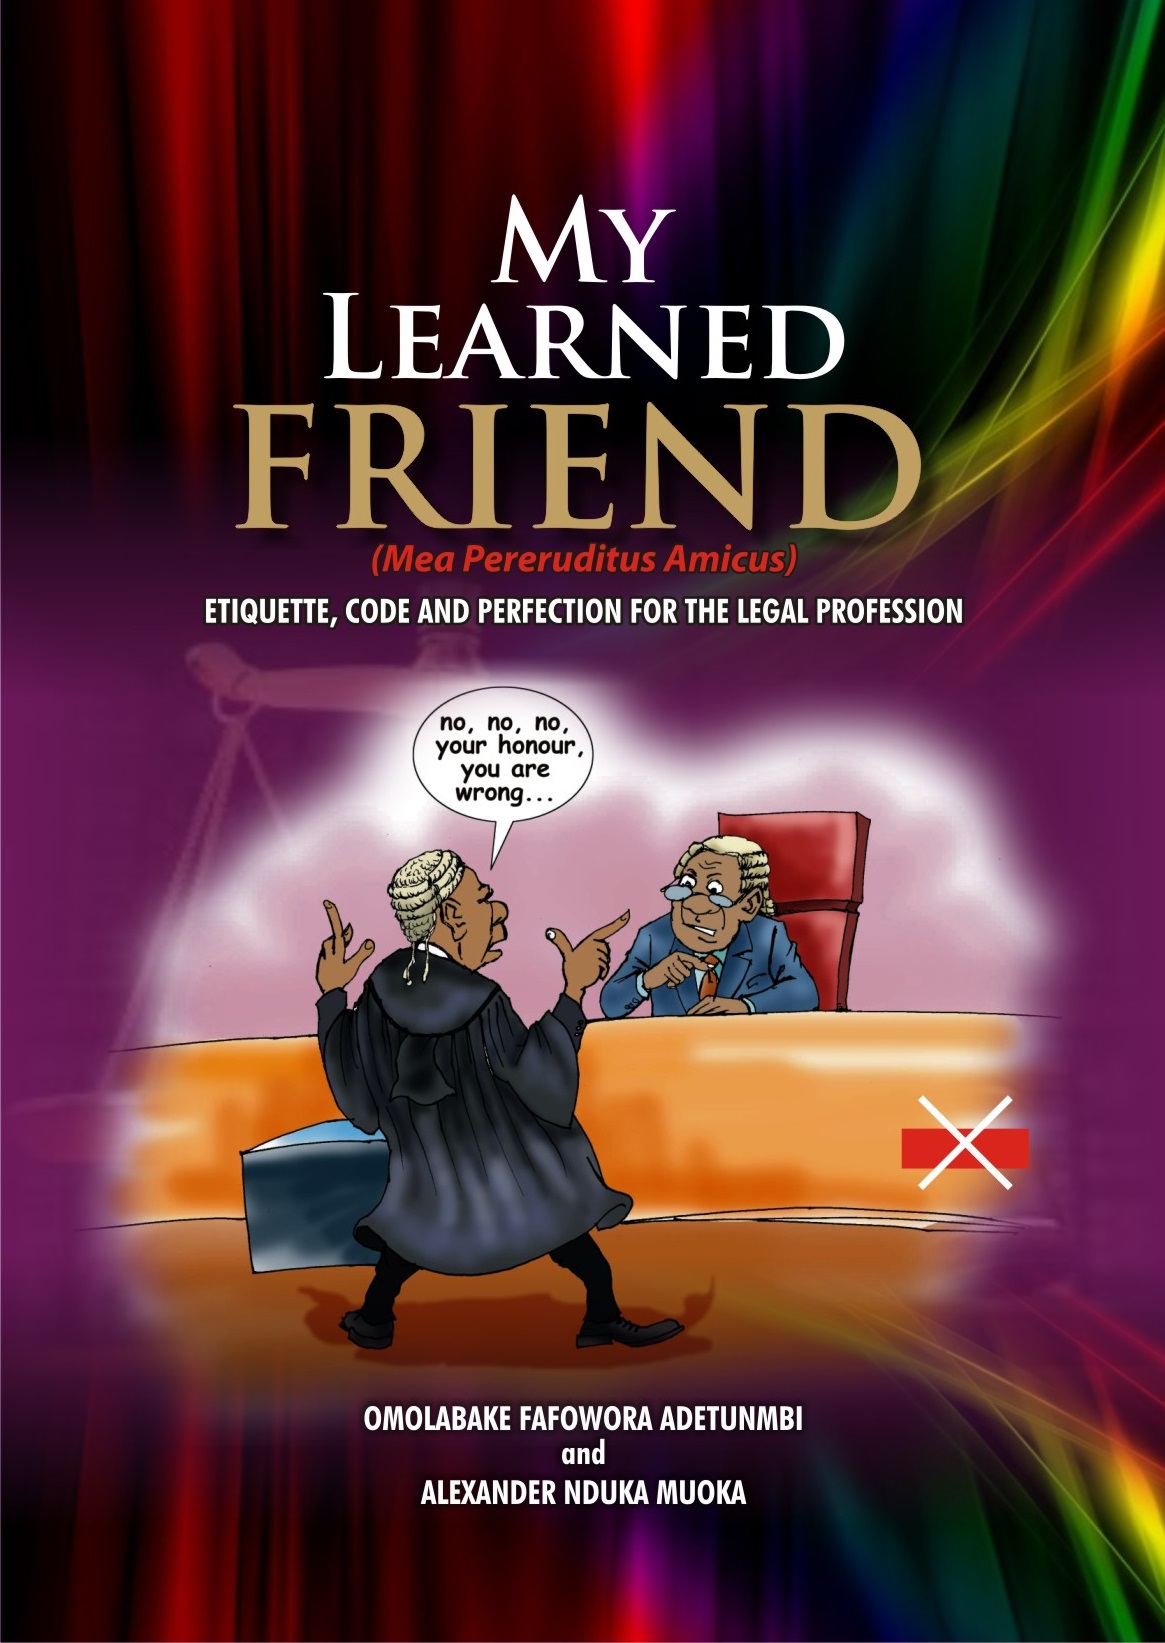 MY
LEARNED
FRIEND
(Mea Pereruditus Amicus)
ETIQUETTE, CODE AND PERFECTION FOR THE LEGAL PROFESSION
no, no, no,
your honour,
you are
wrong...
OMOLABAKE FAFOWORA ADETUNMBI
and
ALEXANDER NDUKA MUOKA